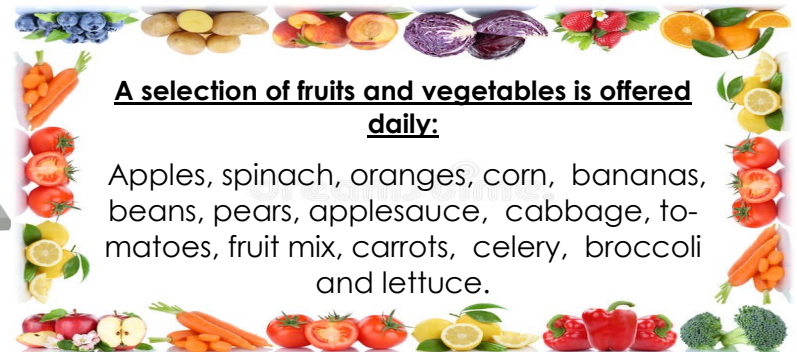 A selection of fruits and vegetables is offered
daily:
Apples, spinach, oranges, corn, bananas,
beans, pears, applesauce, cabbage, to-
matoes, fruit mix, carrots, celery, broccoli
and lettuce.